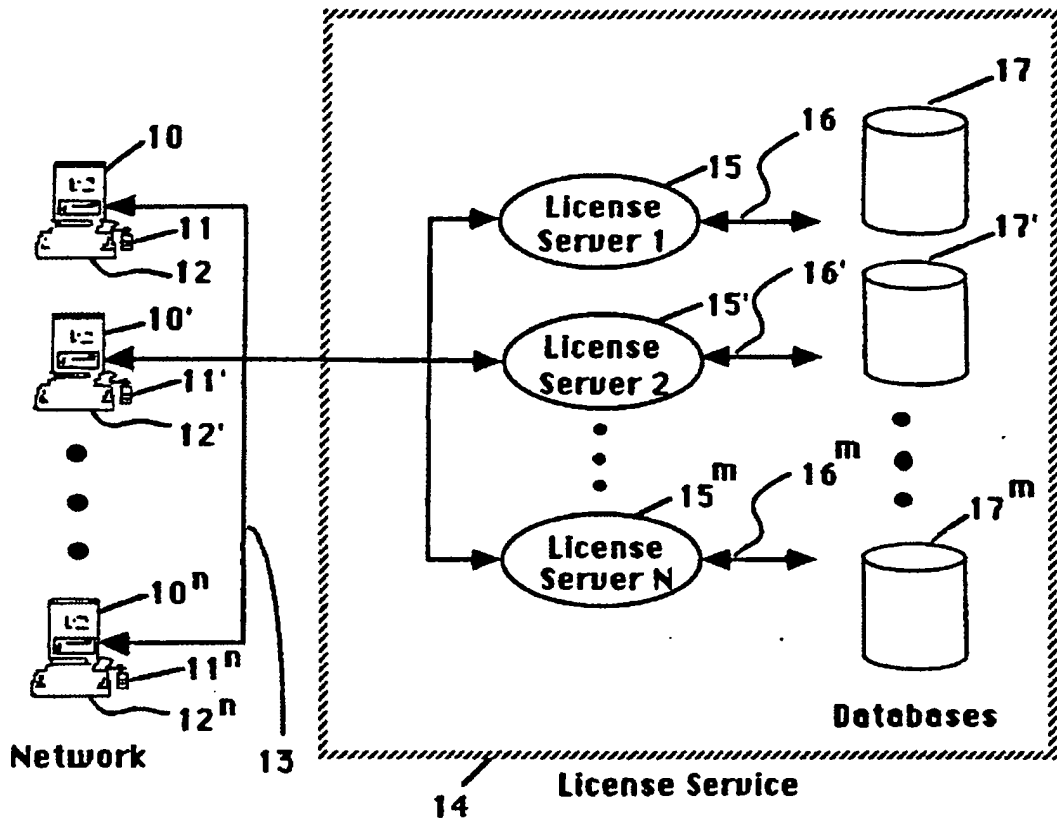 17
10
16
15
License
Server 1
11
12
17'
16'
10'
15'
License
Server 2
11'
12'
16^m
15^m
17^m
License
Server N
10^n
11^n
12^n
Databases
Network
13
14
License Service